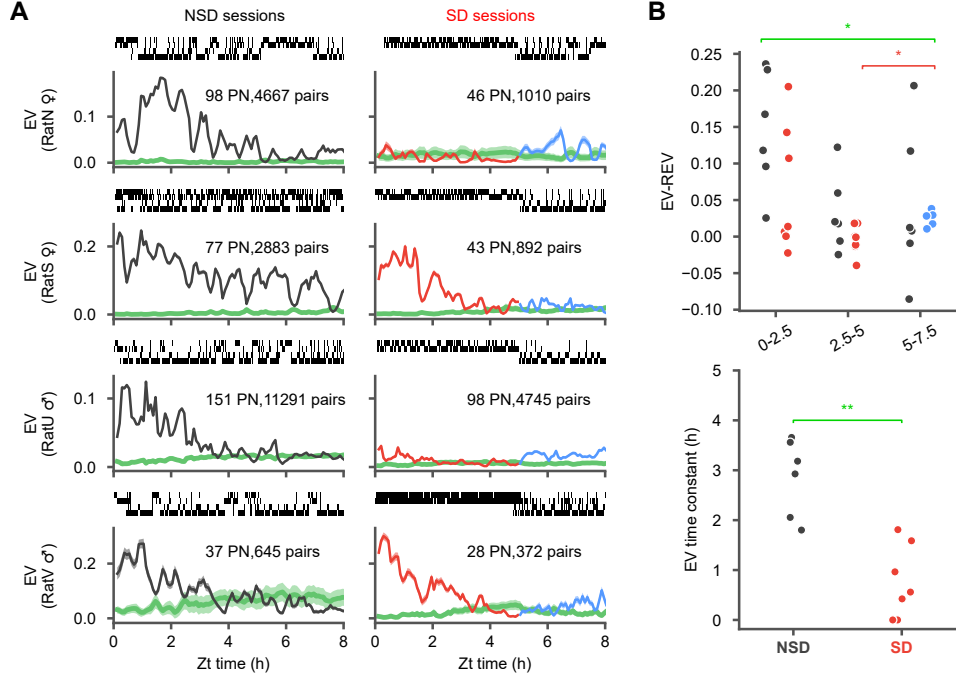 A
NSD sessions
SD sessions
EV
(RatN ♀)
0.1
0.0
98 PN,4667 pairs
46 PN,1010 pairs
EV
(RatS ♀)
0.2
0.0
77 PN,2883 pairs
43 PN,892 pairs
EV
(RatU ♂)
0.1
0.0
151 PN,11291 pairs
98 PN,4745 pairs
EV
(RatV ♂)
0.2
0.0
37 PN,645 pairs
28 PN,372 pairs
0 2 4 6 8
0 2 4 6 8
Zt time (h)
Zt time (h)
B
*
*
EV-REV
0.25
0.20
0.15
0.10
0.05
0.00
−0.05
−0.10
0-2.5
2.5-5
5-7.5
EV time constant (h)
5
4
3
2
1
0
**
NSD
SD